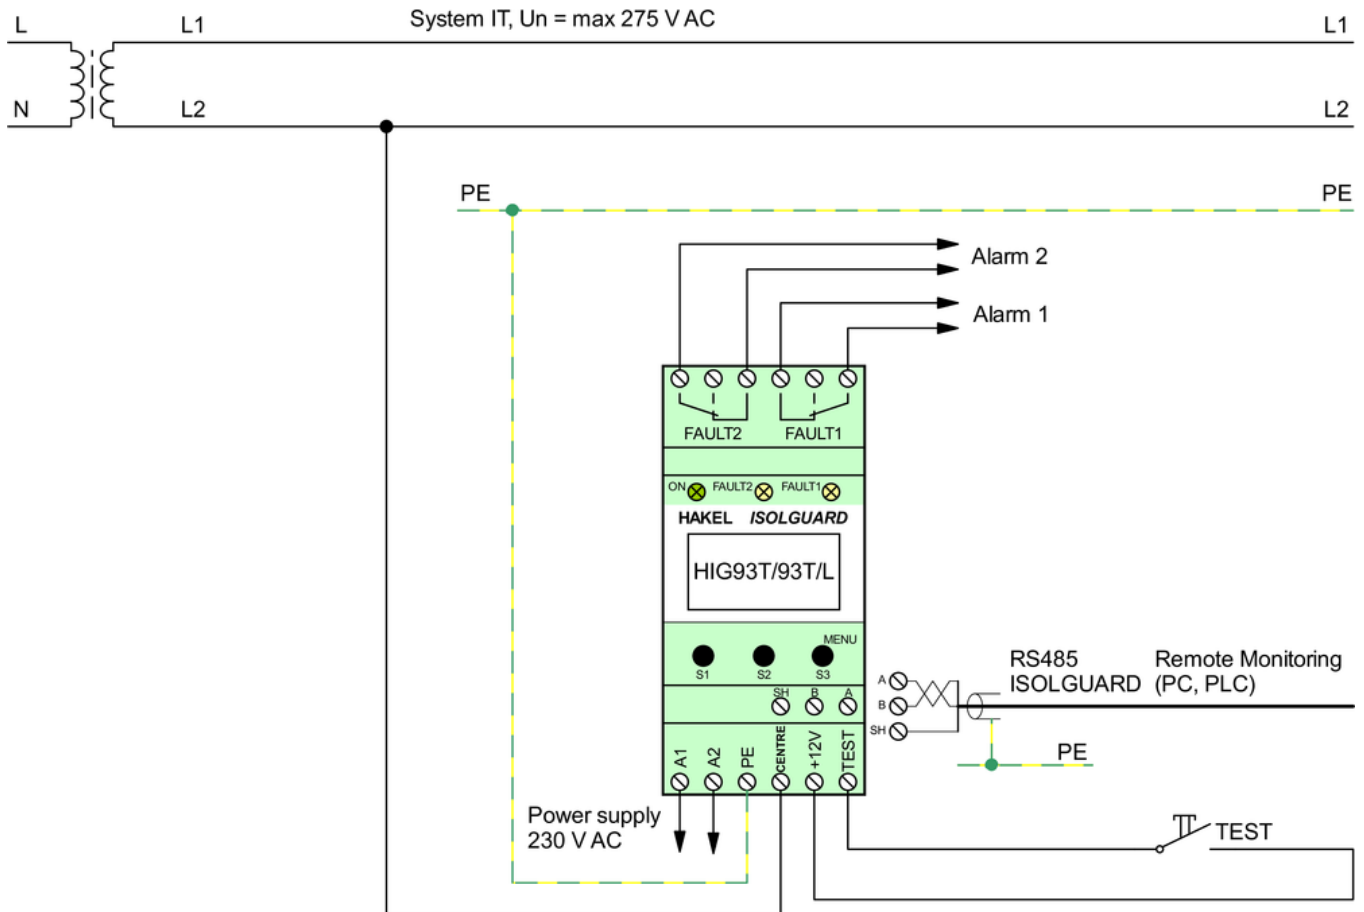 L
L1
System IT, Un = max 275 V AC
L1
N
L2
L2
PE
PE
Alarm 2
Alarm 1
FAULT2
FAULT1
ON
FAULT2
FAULT1
HAKEL ISOLGUARD
HIG93T/93T/L
MENU
S1
S2
S3
SH
B
A
A
B
SH
RS485
ISOLGUARD
Remote Monitoring
(PC, PLC)
PE
A1
A2
PE
CENTRE
+12V
TEST
Power supply
230 V AC
TEST